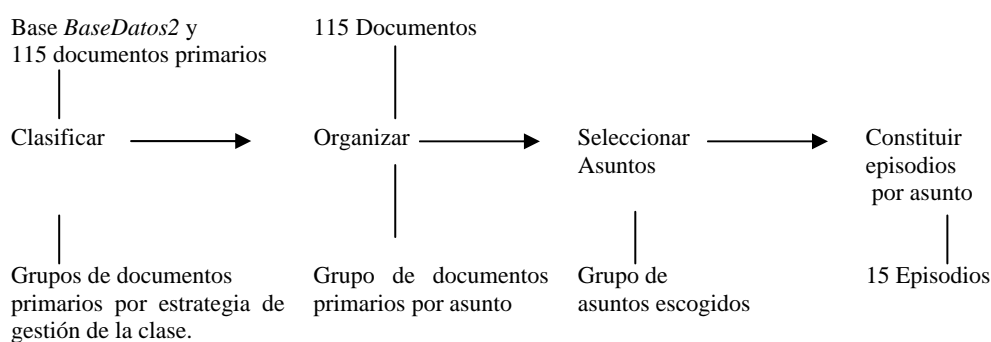 Base BaseDatos2 y
115 documentos primarios
115 Documentos
Clasificar
Organizar
Seleccionar
Asuntos
Constituir
episodios
por asunto
Grupos de documentos
primarios por estrategia de
gestión de la clase.
Grupo de documentos
primarios por asunto
Grupo de
asuntos escogidos
15 Episodios